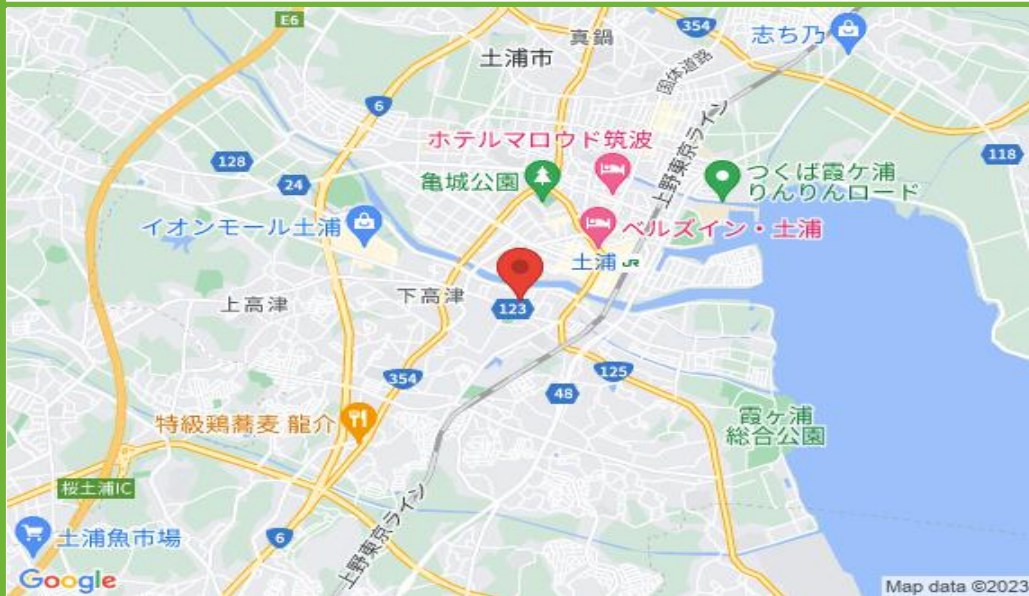 E6
354
志ち乃
真鍋
土浦市
国体道路
6
上野東京ライン
ホテルマロウド筑波
128
118
24
亀城公園
つくば霞ケ浦
りんりんロード
イオンモール土浦
ベルズイン・土浦
土浦 JR
上高津
下高津
123
354
125
48
特級鶏蕎麦 龍介
霞ヶ浦
総合公園
桜土浦IC
6
土浦魚市場
上野東京ライン
Google
Map data ©2023